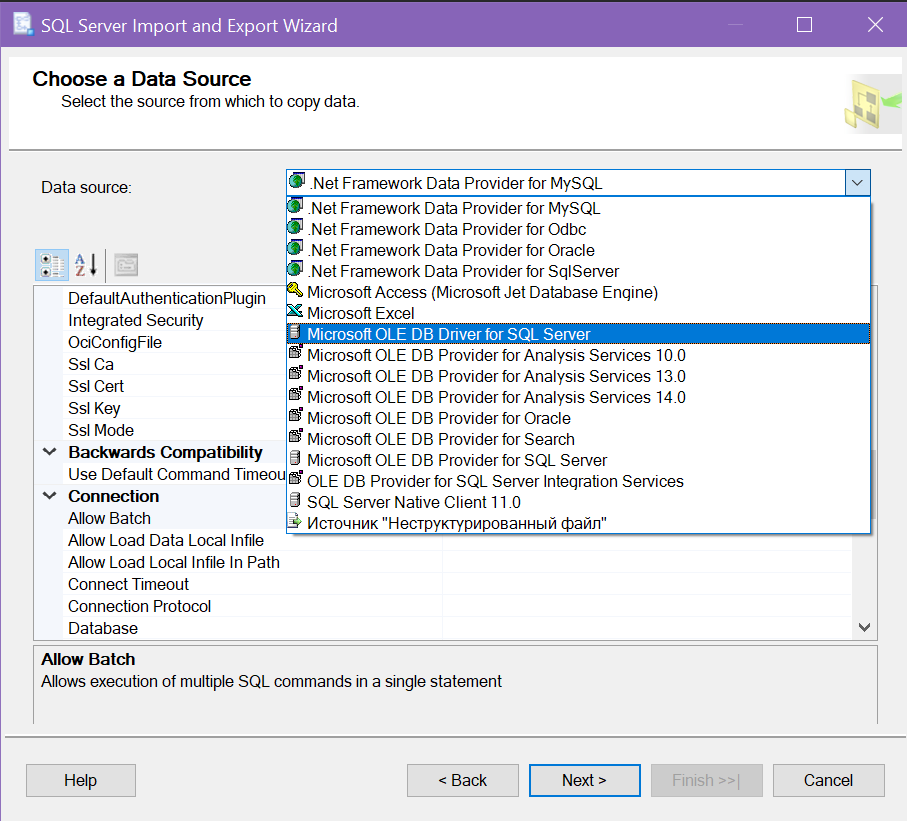 SQL Server Import and Export Wizard
Choose a Data Source
Select the source from which to copy data.
Data source:
.Net Framework Data Provider for MySQL
.Net Framework Data Provider for MySQL
.Net Framework Data Provider for Odbc
.Net Framework Data Provider for Oracle
.Net Framework Data Provider for SqlServer
Microsoft Access (Microsoft Jet Database Engine)
Microsoft Excel
Microsoft OLE DB Driver for SQL Server
Microsoft OLE DB Provider for Analysis Services 10.0
Microsoft OLE DB Provider for Analysis Services 13.0
Microsoft OLE DB Provider for Analysis Services 14.0
Microsoft OLE DB Provider for Oracle
Microsoft OLE DB Provider for Search
Microsoft OLE DB Provider for SQL Server
OLE DB Provider for SQL Server Integration Services
SQL Server Native Client 11.0
Источник "Неструктурированный файл"
A
Z
DefaultAuthenticationPlugin
Integrated Security
OciConfigFile
Ssl Ca
Ssl Cert
Ssl Key
Ssl Mode
Backwards Compatibility
Use Default Command Timeou
Connection
Allow Batch
Allow Load Data Local Infile
Allow Load Local Infile In Path
Connect Timeout
Connection Protocol
Database
Allow Batch
Allows execution of multiple SQL commands in a single statement
Help
< Back
Next >
Finish >>|
Cancel